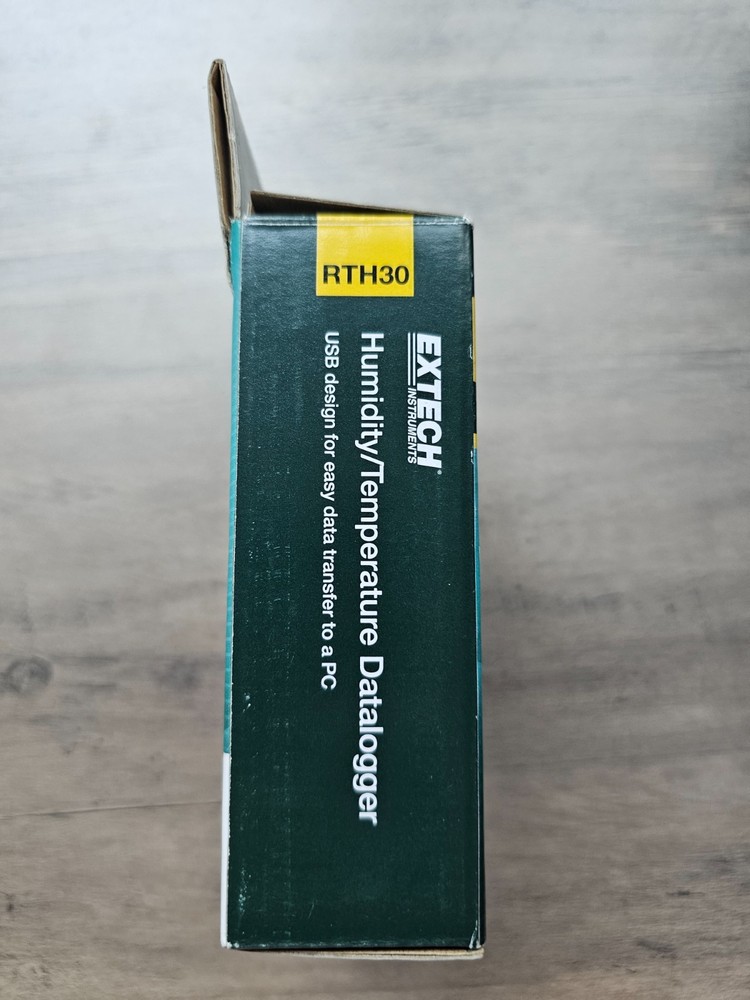 RTH30
EXTECH®
INSTRUMENTS
Humidity/Temperature Datalogger
USB design for easy data transfer to a PC